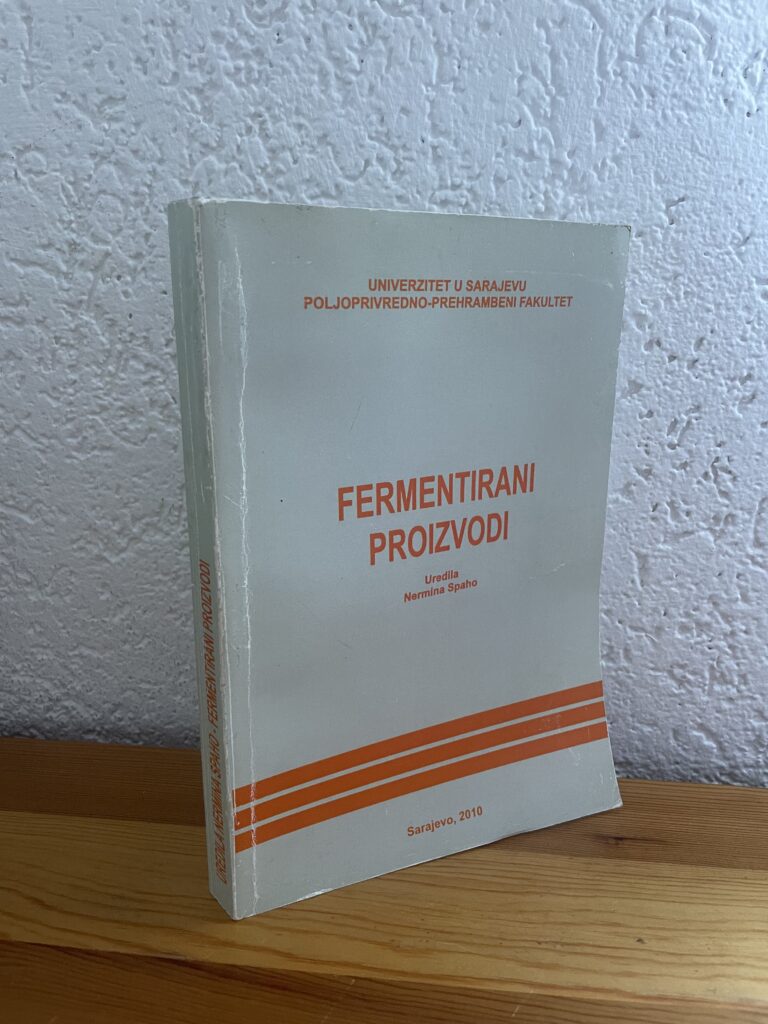 UNIVERZITET U SARAJEVU
POLJOPRIVREDNO-PREHRAMBENI FAKULTET
FERMENTIRANI
PROIZVODI
Uredila
Nermina Spaho
Sarajevo, 2010
UREDILA NERMINA SPAHO - FERMENTIRANI PROIZVODI